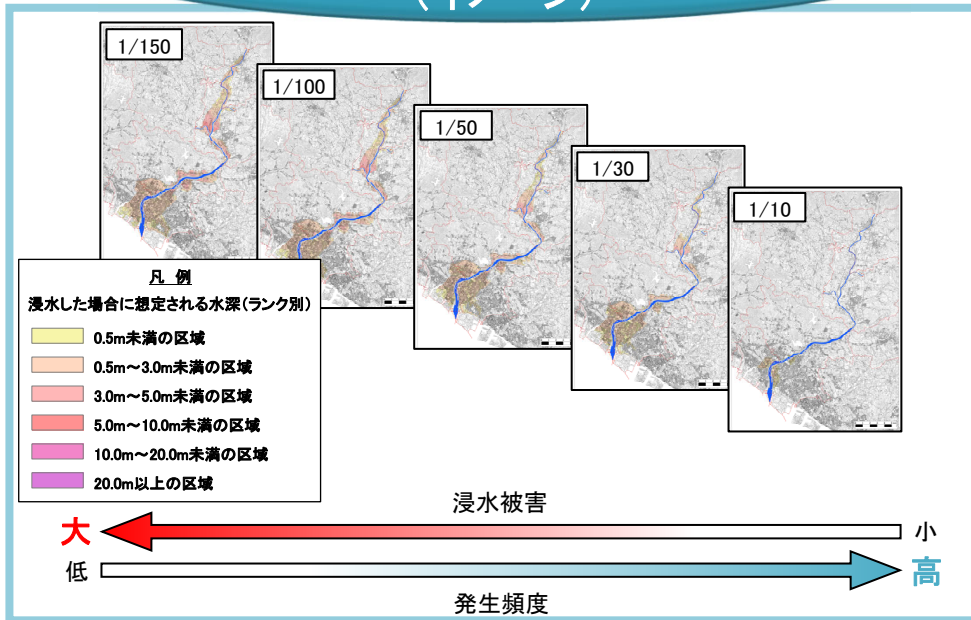 (イメージ)
1/150
1/100
1/50
1/30
1/10
凡 例
浸水した場合に想定される水深(ランク別)
0.5m未満の区域
0.5m～3.0m未満の区域
3.0m～5.0m未満の区域
5.0m～10.0m未満の区域
10.0m～20.0m未満の区域
20.0m以上の区域
浸水被害
大 小
低 高
発生頻度